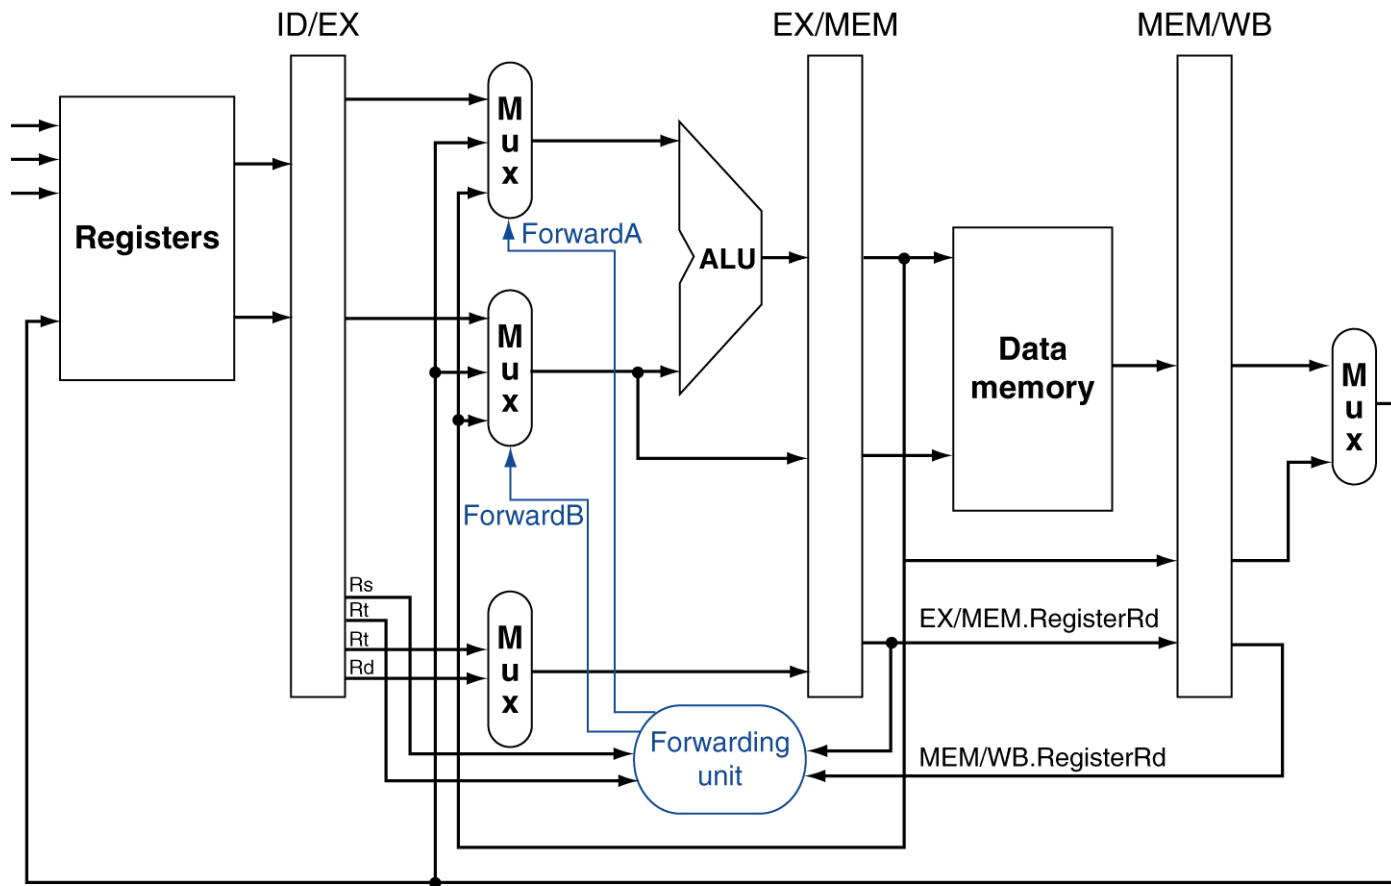 ID/EX
EX/MEM
MEM/WB
M
u
x
Registers
ForwardA
ALU
M
u
x
Data
memory
M
u
x
ForwardB
Rs
Rt
Rt
Rd
M
u
x
EX/MEM.RegisterRd
Forwarding
unit
MEM/WB.RegisterRd